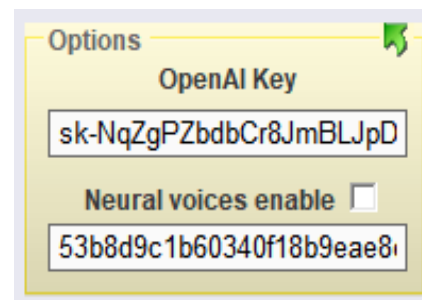 Options
OpenAI Key
sk-NqZgPZbdbCr8JmBLJpD
Neural voices enable
53b8d9c1b60340f18b9eae8